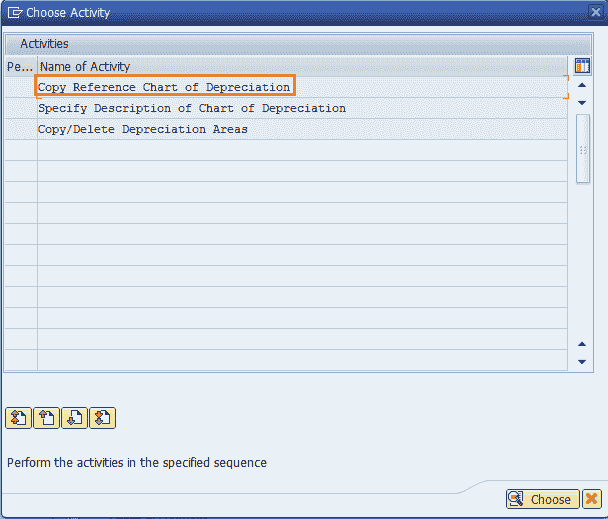 Choose Activity
Activities
Pe... Name of Activity
Copy Reference Chart of Depreciation
Specify Description of Chart of Depreciation
Copy/Delete Depreciation Areas
Perform the activities in the specified sequence
Choose